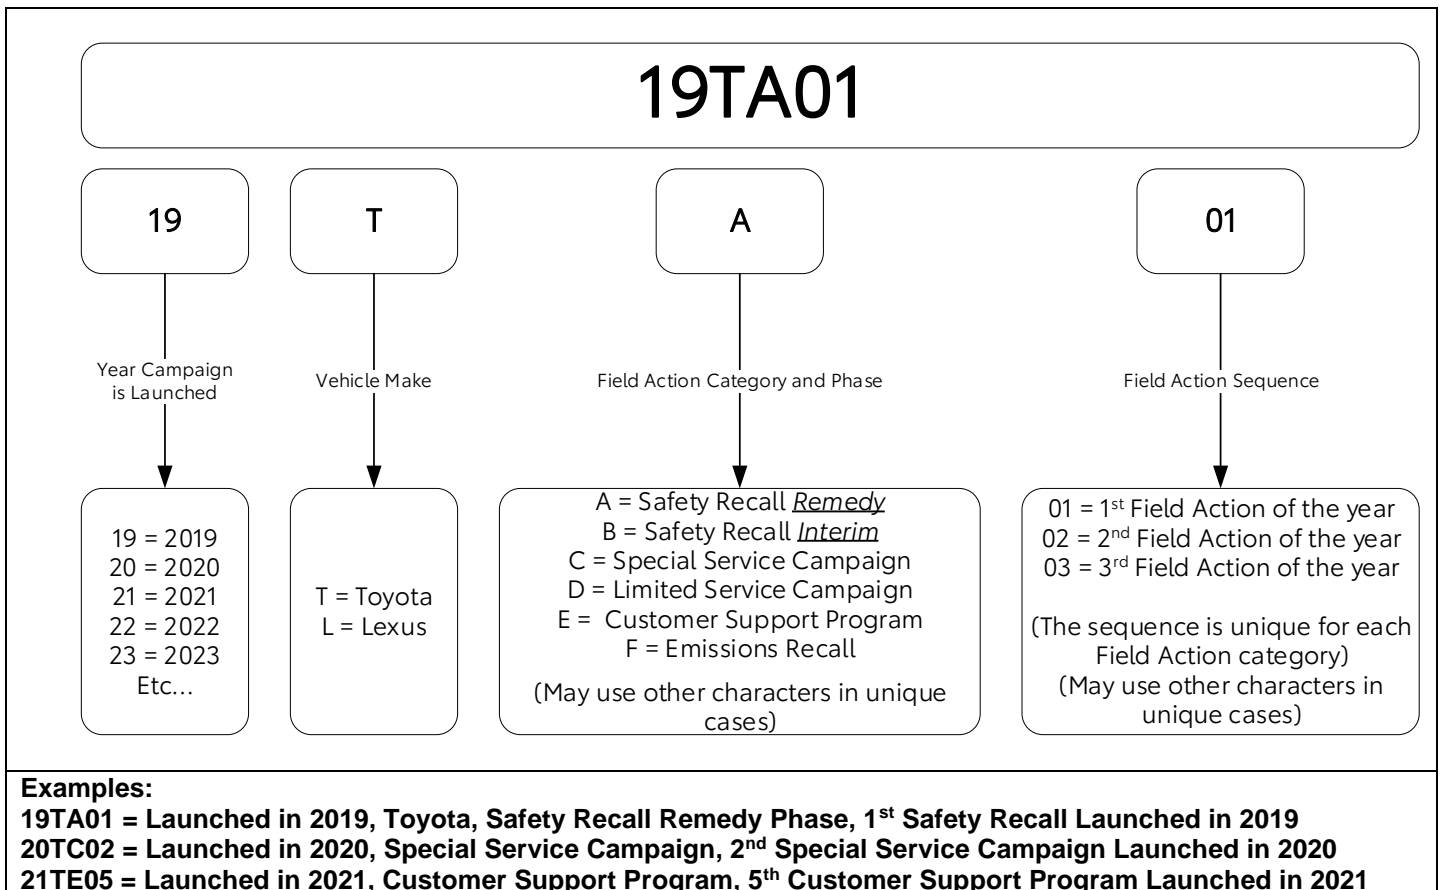 19TA01
19
T
A
01
Year Campaign
is Launched
Vehicle Make
Field Action Category and Phase
Field Action Sequence
19 = 2019
20 = 2020
21 = 2021
22 = 2022
23 = 2023
Etc...
T = Toyota
L = Lexus
A = Safety Recall Remedy
B = Safety Recall Interim
C = Special Service Campaign
D = Limited Service Campaign
E =  Customer Support Program
F = Emissions Recall
(May use other characters in unique
cases)
01 = 1st Field Action of the year
02 = 2nd Field Action of the year
03 = 3rd Field Action of the year
(The sequence is unique for each
Field Action category)
(May use other characters in
unique cases)
Examples:
19TA01 = Launched in 2019, Toyota, Safety Recall Remedy Phase, 1st Safety Recall Launched in 2019
20TC02 = Launched in 2020, Special Service Campaign, 2nd Special Service Campaign Launched in 2020
21TE05 = Launched in 2021, Customer Support Program, 5th Customer Support Program Launched in 2021